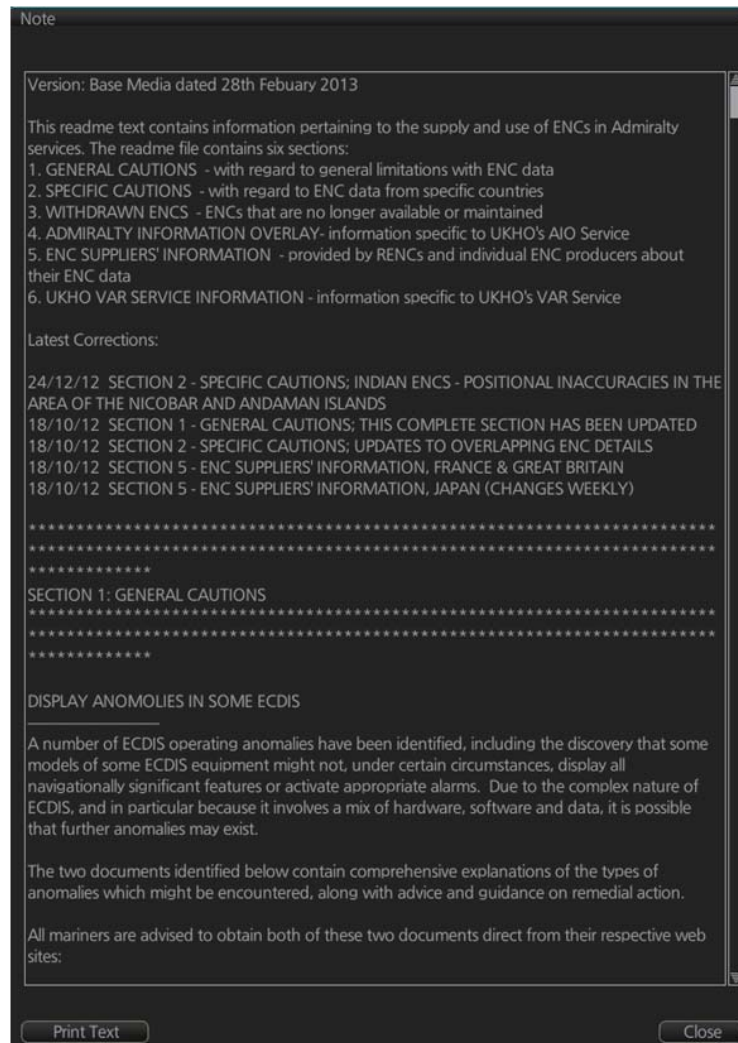 Note
Version: Base Media dated 28th Febuary 2013
This readme text contains information pertaining to the supply and use of ENCs in Admiralty
services. The readme file contains six sections:
1. GENERAL CAUTIONS  - with regard to general limitations with ENC data
2. SPECIFIC CAUTIONS  - with regard to ENC data from specific countries
3. WITHDRAWN ENCS - ENCs that are no longer available or maintained
4. ADMIRALTY INFORMATION OVERLAY- information specific to UKHO's AIO Service
5. ENC SUPPLIERS' INFORMATION  - provided by RENCs and individual ENC producers about
their ENC data
6. UKHO VAR SERVICE INFORMATION - information specific to UKHO's VAR Service
Latest Corrections:
24/12/12  SECTION 2 - SPECIFIC CAUTIONS; INDIAN ENCS - POSITIONAL INACCURACIES IN THE
AREA OF THE NICOBAR AND ANDAMAN ISLANDS
18/10/12  SECTION 1 - GENERAL CAUTIONS; THIS COMPLETE SECTION HAS BEEN UPDATED
18/10/12  SECTION 2 - SPECIFIC CAUTIONS; UPDATES TO OVERLAPPING ENC DETAILS
18/10/12  SECTION 5 - ENC SUPPLIERS' INFORMATION, FRANCE & GREAT BRITAIN
18/10/12  SECTION 5 - ENC SUPPLIERS' INFORMATION, JAPAN (CHANGES WEEKLY)
************************************************************************
************************************************************************
*************
SECTION 1: GENERAL CAUTIONS
************************************************************************
************************************************************************
*************
DISPLAY ANOMOLIES IN SOME ECDIS
A number of ECDIS operating anomalies have been identified, including the discovery that some
models of some ECDIS equipment might not, under certain circumstances, display all
navigationally significant features or activate appropriate alarms.  Due to the complex nature of
ECDIS, and in particular because it involves a mix of hardware, software and data, it is possible
that further anomalies may exist.
The two documents identified below contain comprehensive explanations of the types of
anomalies which might be encountered, along with advice and guidance on remedial action.
All mariners are advised to obtain both of these two documents direct from their respective web
sites:
Print Text
Close